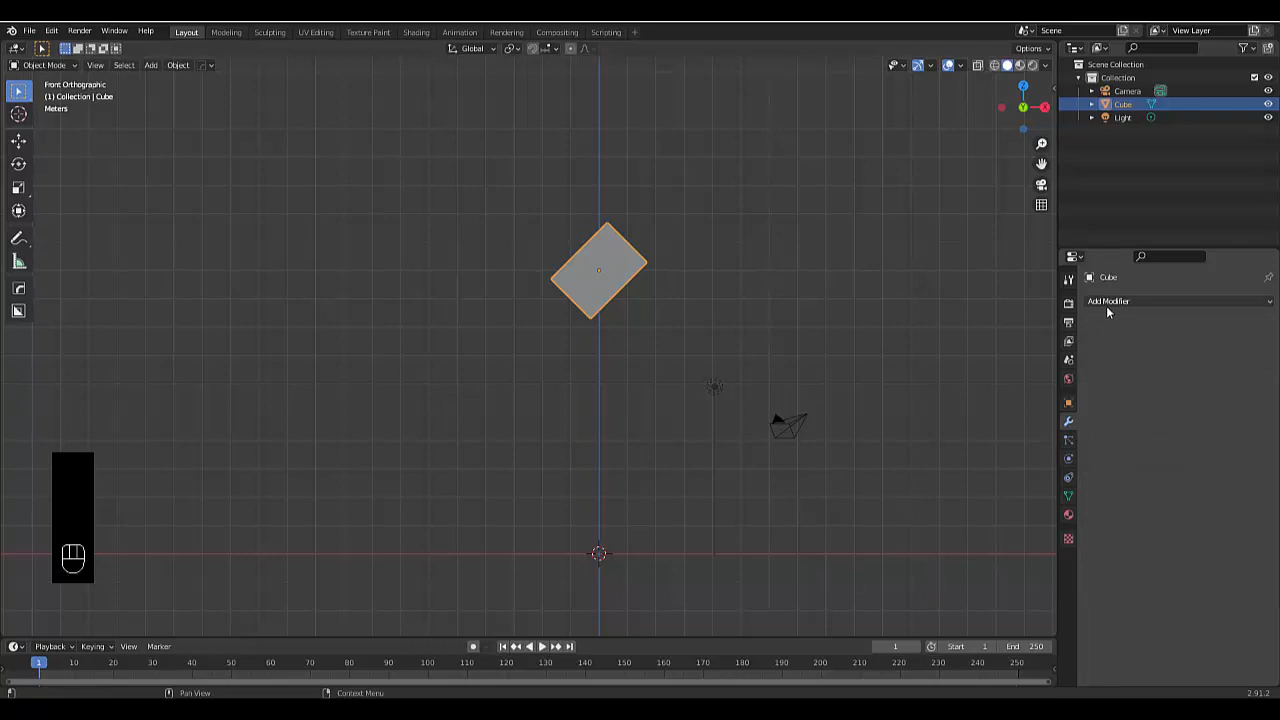 File Edit Render Window Help Layout Modeling Sculpting UV Editing Texture Paint Shading Animation Rendering Compositing Scripting + Scene View Layer
Global Options
Object Mode View Select Add Object
Scene Collection
Collection
Camera
Cube
Light
Front Orthographic
(1) Collection | Cube
Meters
Z
Y
X
Cube
Add Modifier
Playback Keying View Marker 1 Start 1 End 250
1 10 20 30 40 50 60 70 80 90 100 110 120 130 140 150 160 170 180 190 200 210 220 230 240 250
Pan View Context Menu 2.91.2